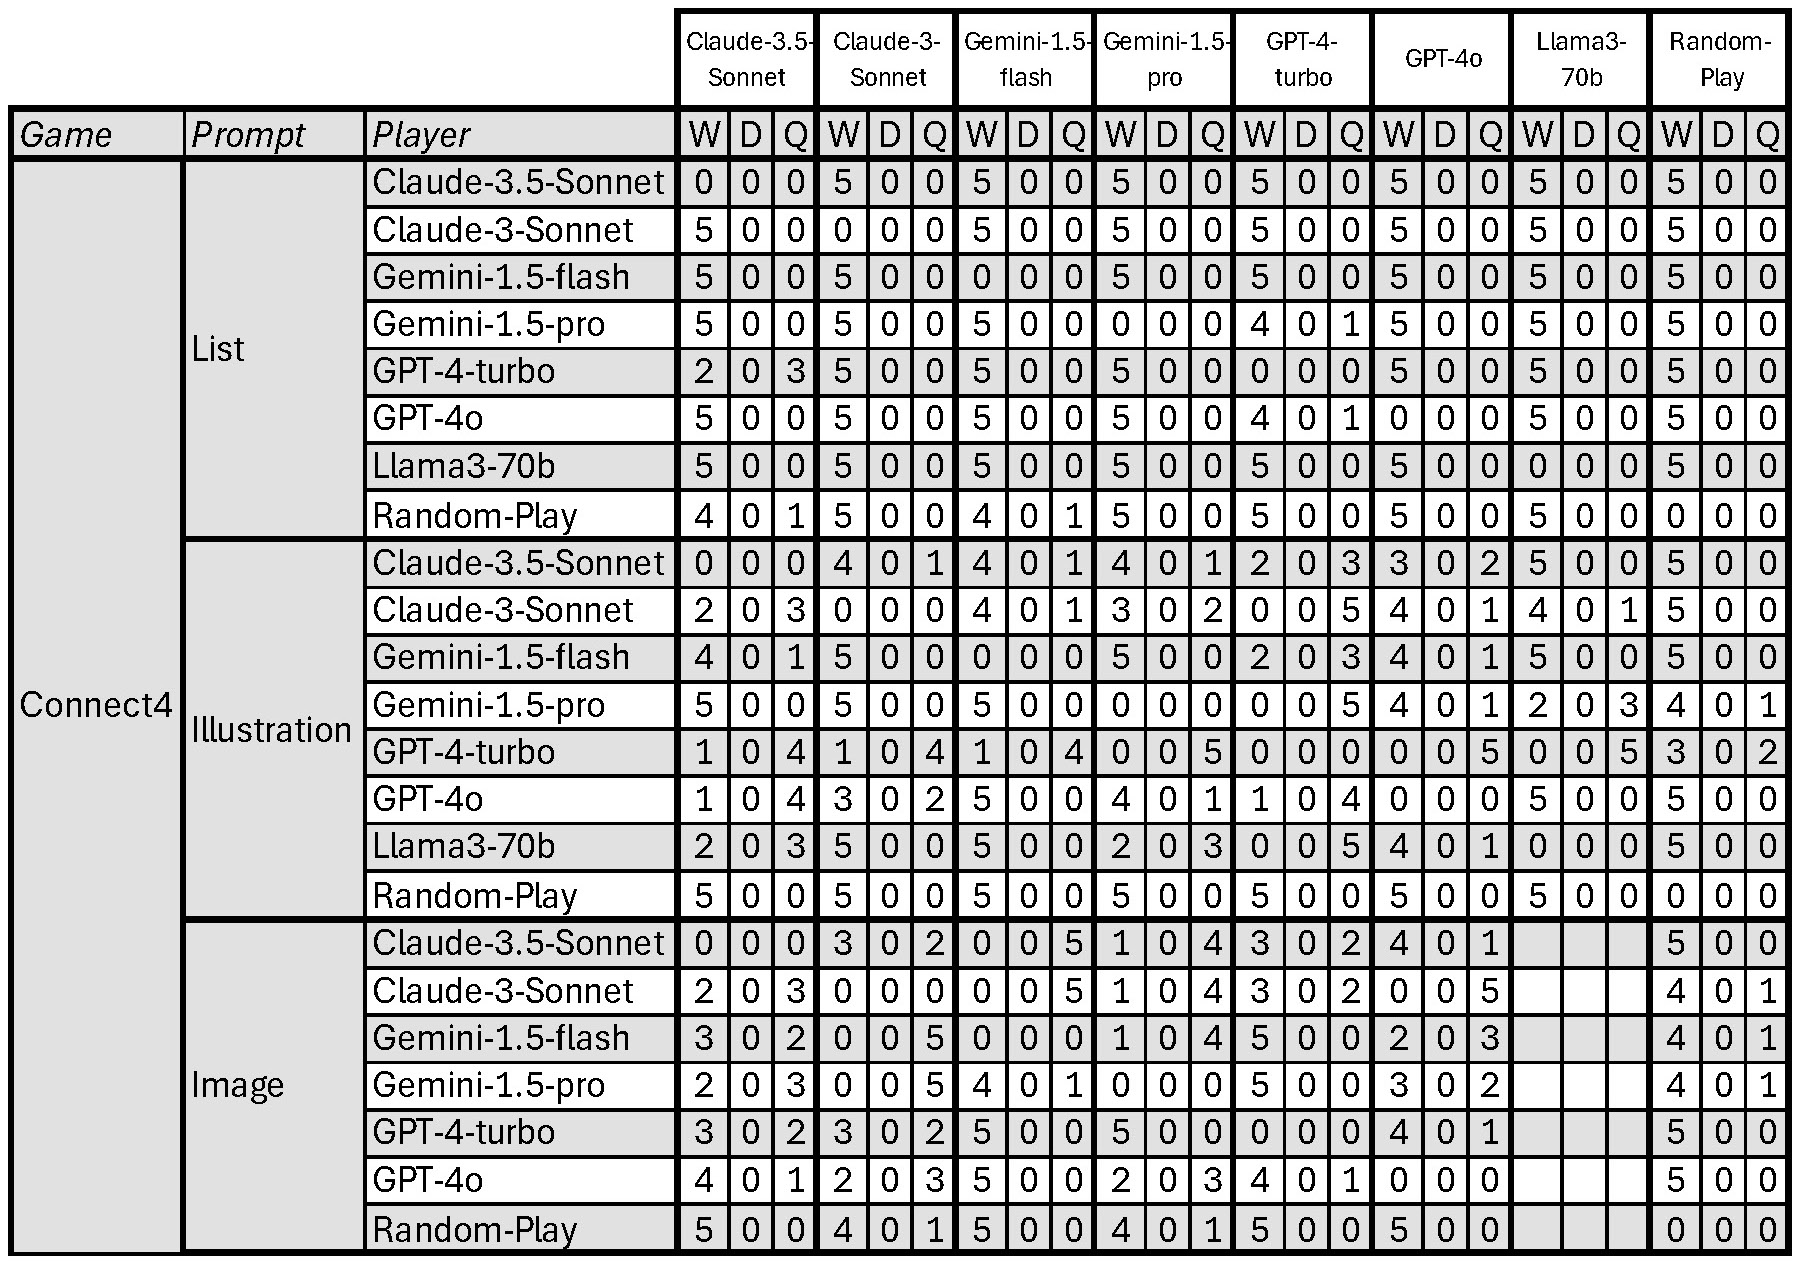 Claude-3.5-Sonnet Claude-3-Sonnet Gemini-1.5-flash Gemini-1.5-pro GPT-4-turbo GPT-4o Llama3-70b Random-Play
Game Prompt Player W D Q W D Q W D Q W D Q W D Q W D Q W D Q W D Q
Connect4
List
Claude-3.5-Sonnet 0 0 0 5 0 0 5 0 0 5 0 0 5 0 0 5 0 0 5 0 0 5 0 0
Claude-3-Sonnet 5 0 0 0 0 0 5 0 0 5 0 0 5 0 0 5 0 0 5 0 0 5 0 0
Gemini-1.5-flash 5 0 0 5 0 0 0 0 0 5 0 0 5 0 0 5 0 0 5 0 0 5 0 0
Gemini-1.5-pro 5 0 0 5 0 0 5 0 0 0 0 0 4 0 1 5 0 0 5 0 0 5 0 0
GPT-4-turbo 2 0 3 5 0 0 5 0 0 5 0 0 0 0 0 5 0 0 5 0 0 5 0 0
GPT-4o 5 0 0 5 0 0 5 0 0 5 0 0 4 0 1 0 0 0 5 0 0 5 0 0
Llama3-70b 5 0 0 5 0 0 5 0 0 5 0 0 5 0 0 5 0 0 0 0 0 5 0 0
Random-Play 4 0 1 5 0 0 4 0 1 5 0 0 5 0 0 5 0 0 5 0 0 0 0 0
Illustration
Claude-3.5-Sonnet 0 0 0 4 0 1 4 0 1 4 0 1 2 0 3 3 0 2 5 0 0 5 0 0
Claude-3-Sonnet 2 0 3 0 0 0 4 0 1 3 0 2 0 0 5 4 0 1 4 0 1 5 0 0
Gemini-1.5-flash 4 0 1 5 0 0 0 0 0 5 0 0 2 0 3 4 0 1 5 0 0 5 0 0
Gemini-1.5-pro 5 0 0 5 0 0 5 0 0 0 0 0 0 0 5 4 0 1 2 0 3 4 0 1
GPT-4-turbo 1 0 4 1 0 4 1 0 4 0 0 5 0 0 0 0 0 5 0 0 5 3 0 2
GPT-4o 1 0 4 3 0 2 5 0 0 4 0 1 1 0 4 0 0 0 5 0 0 5 0 0
Llama3-70b 2 0 3 5 0 0 5 0 0 2 0 3 0 0 5 4 0 1 0 0 0 5 0 0
Random-Play 5 0 0 5 0 0 5 0 0 5 0 0 5 0 0 5 0 0 5 0 0 0 0 0
Image
Claude-3.5-Sonnet 0 0 0 3 0 2 0 0 5 1 0 4 3 0 2 4 0 1 5 0 0
Claude-3-Sonnet 2 0 3 0 0 0 0 0 5 1 0 4 3 0 2 0 0 5 4 0 1
Gemini-1.5-flash 3 0 2 0 0 5 0 0 0 1 0 4 5 0 0 2 0 3 4 0 1
Gemini-1.5-pro 2 0 3 0 0 5 4 0 1 0 0 0 5 0 0 3 0 2 4 0 1
GPT-4-turbo 3 0 2 3 0 2 5 0 0 5 0 0 0 0 0 4 0 1 5 0 0
GPT-4o 4 0 1 2 0 3 5 0 0 2 0 3 4 0 1 0 0 0 5 0 0
Random-Play 5 0 0 4 0 1 5 0 0 4 0 1 5 0 0 5 0 0 0 0 0